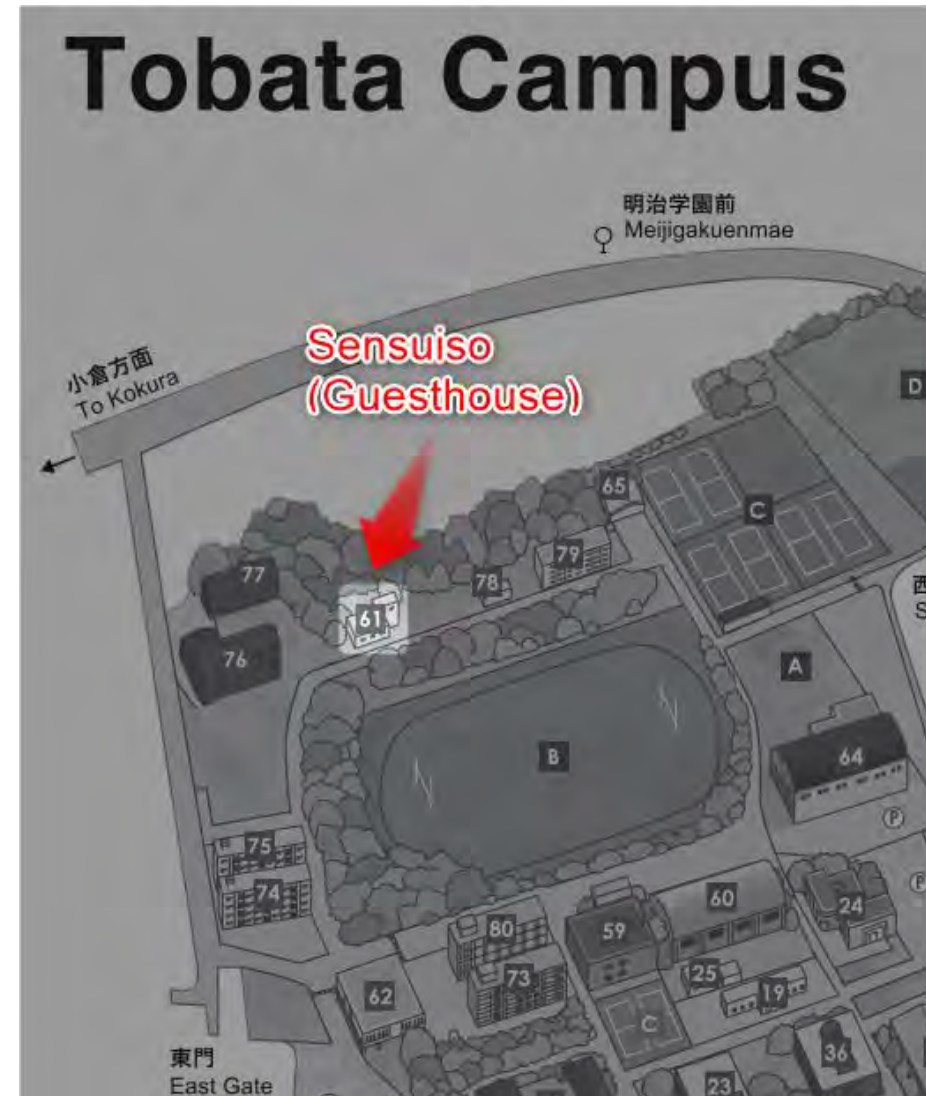 Tobata Campus
明治学園前
Meijigakuenmae
Sensuiso
(Guesthouse)
小倉方面
To Kokura
D
65
C
79
77
78
61
西
S
76
A
B
64
P
75
74
P
60
24
80
59
73
25
62
19
C
36
東門
East Gate
23